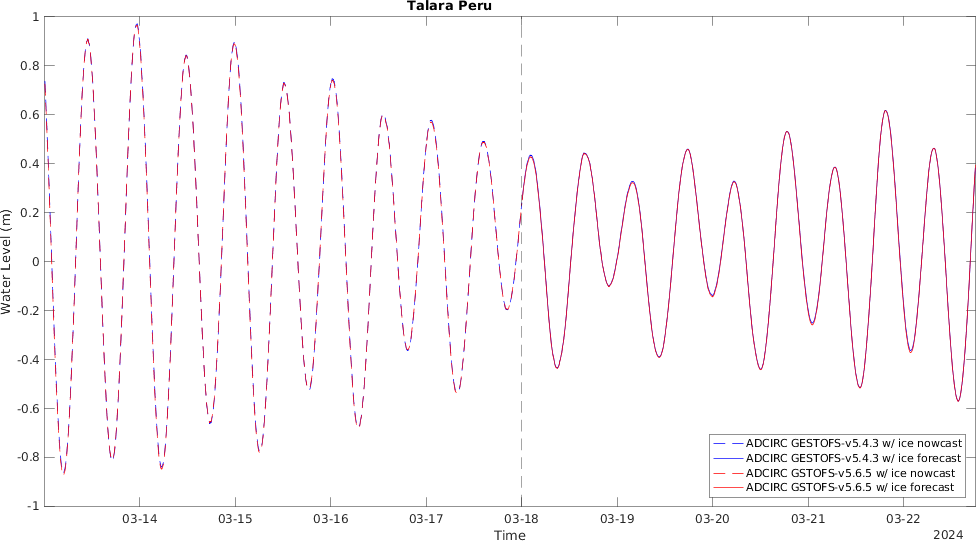 Talara Peru
Water Level (m)
1
0.8
0.6
0.4
0.2
0
-0.2
-0.4
-0.6
-0.8
-1
ADCIRC GESTOFS-v5.4.3 w/ ice nowcast
ADCIRC GESTOFS-v5.4.3 w/ ice forecast
ADCIRC GSTOFS-v5.6.5 w/ ice nowcast
ADCIRC GSTOFS-v5.6.5 w/ ice forecast
03-14 03-15 03-16 03-17 03-18 03-19 03-20 03-21 03-22
Time
2024